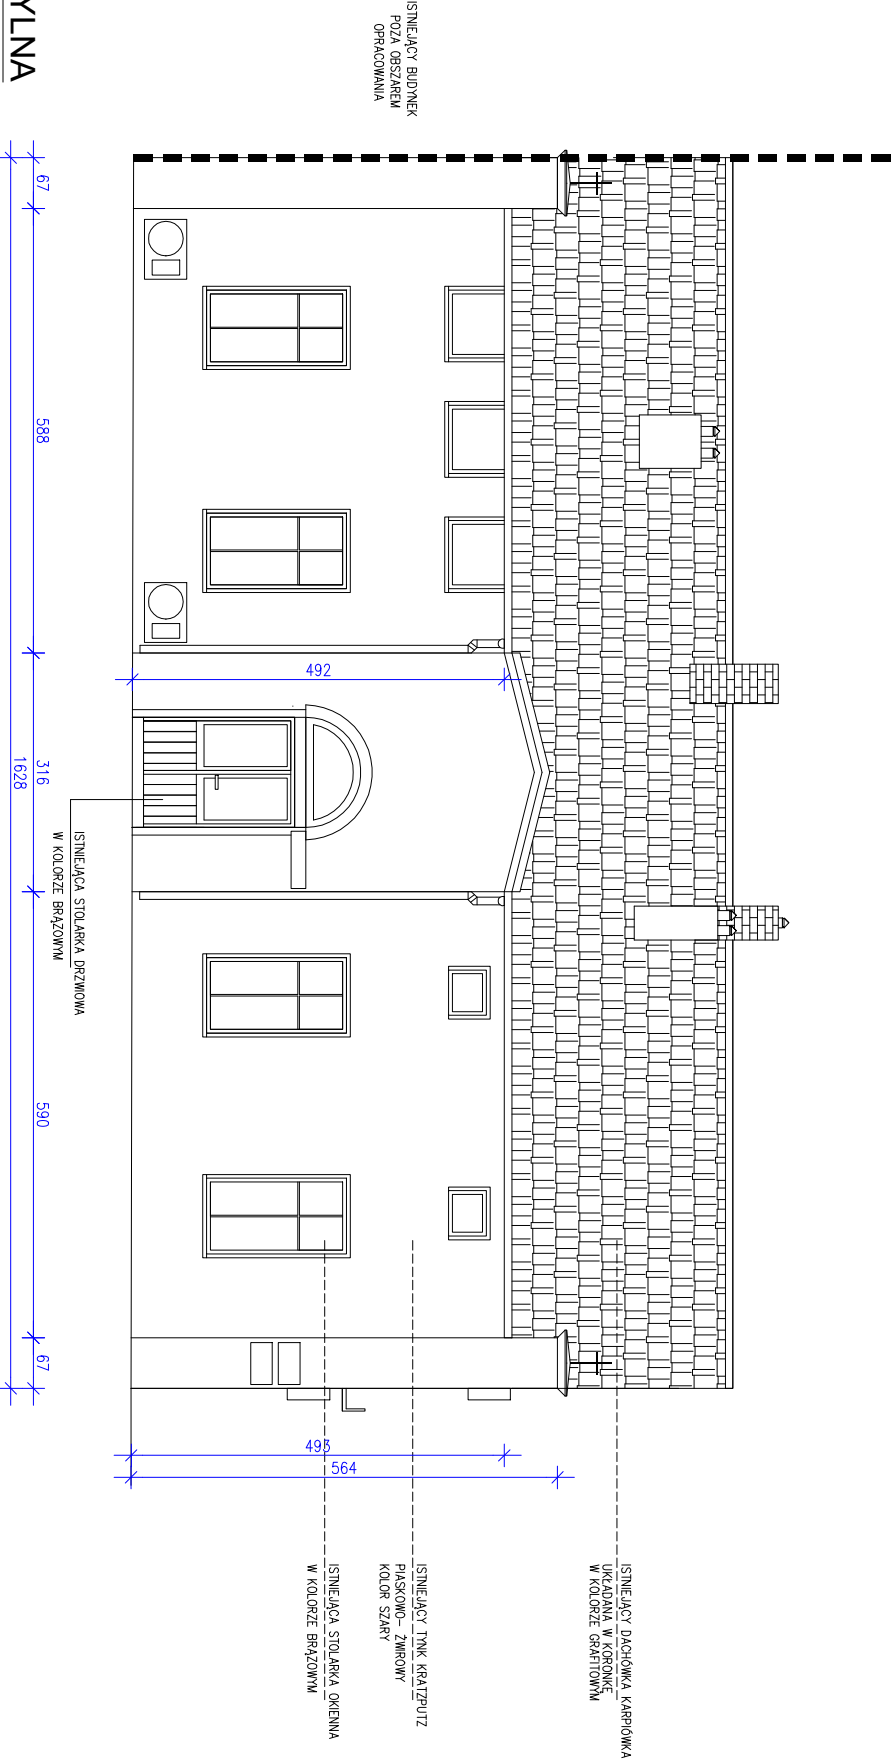 YLNA
ISTNIEJĄCY BUDYNEK
POZA OBSZAREM
OPRACOWANIA
ISTNIEJĄCY DACHÓWKA KARPIÓWKA
UKŁADANA W KORONKĘ
W KOLORZE GRAFITOWYM
ISTNIEJĄCY TYNK KRATZPUTZ
PIASKOWO- ŻWIROWY
KOLOR SZARY
ISTNIEJĄCA STOLARKA OKIENNA
W KOLORZE BRĄZOWYM
492
493
564
ISTNIEJĄCA STOLARKA DRZWIOWA
W KOLORZE BRĄZOWYM
67
588
316
590
67
1628